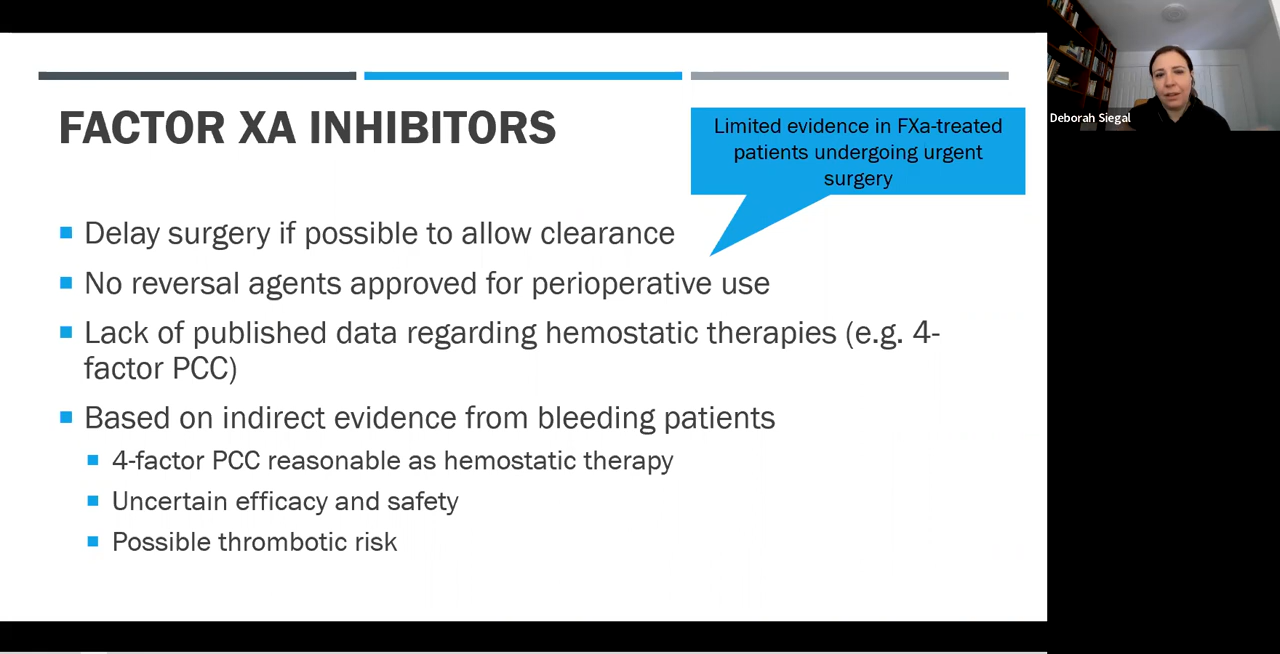 FACTOR XA INHIBITORS
Limited evidence in FXa-treated
patients undergoing urgent
surgery
Delay surgery if possible to allow clearance
No reversal agents approved for perioperative use
Lack of published data regarding hemostatic therapies (e.g. 4-
factor PCC)
Based on indirect evidence from bleeding patients
4-factor PCC reasonable as hemostatic therapy
Uncertain efficacy and safety
Possible thrombotic risk
Deborah Siegal